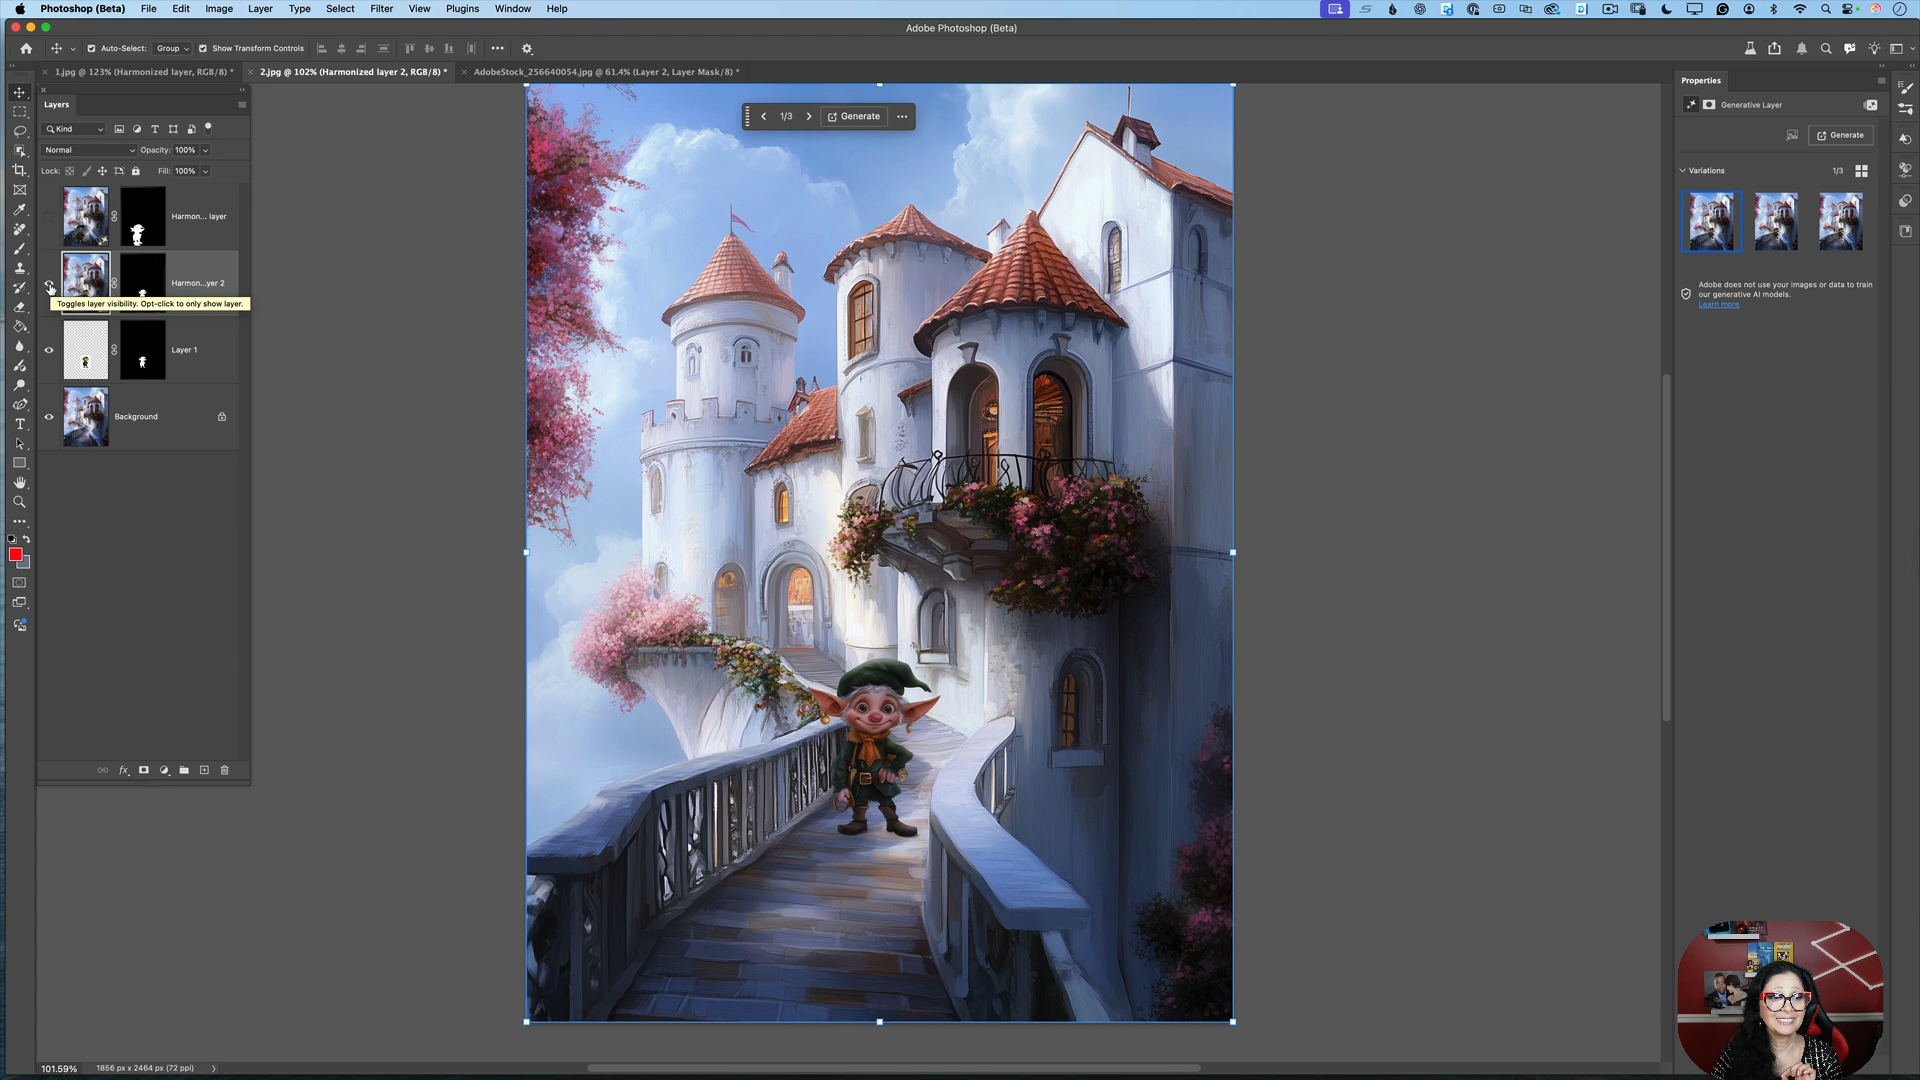 Photoshop (Beta) File Edit Image Layer Type Select Filter View Plugins Window Help
Adobe Photoshop (Beta)
Auto-Select: Group Show Transform Controls
1.jpg @ 123% (Harmonized layer, RGB/8) * 2.jpg @ 102% (Harmonized layer 2, RGB/8) * AdobeStock_256640054.jpg @ 61.4% (Layer 2, Layer Mask/8) *
Layers
Kind
Normal Opacity: 100%
Lock: Fill: 100%
Harmon... layer
Harmon...yer 2
Toggles layer visibility. Opt-click to only show layer.
Layer 1
Background
1/3 Generate
Properties
Generative Layer
Generate
Variations 1/3
Adobe does not use your images or data to train
our generative AI models.
Learn more
101.59% 1856 px x 2464 px (72 ppi)